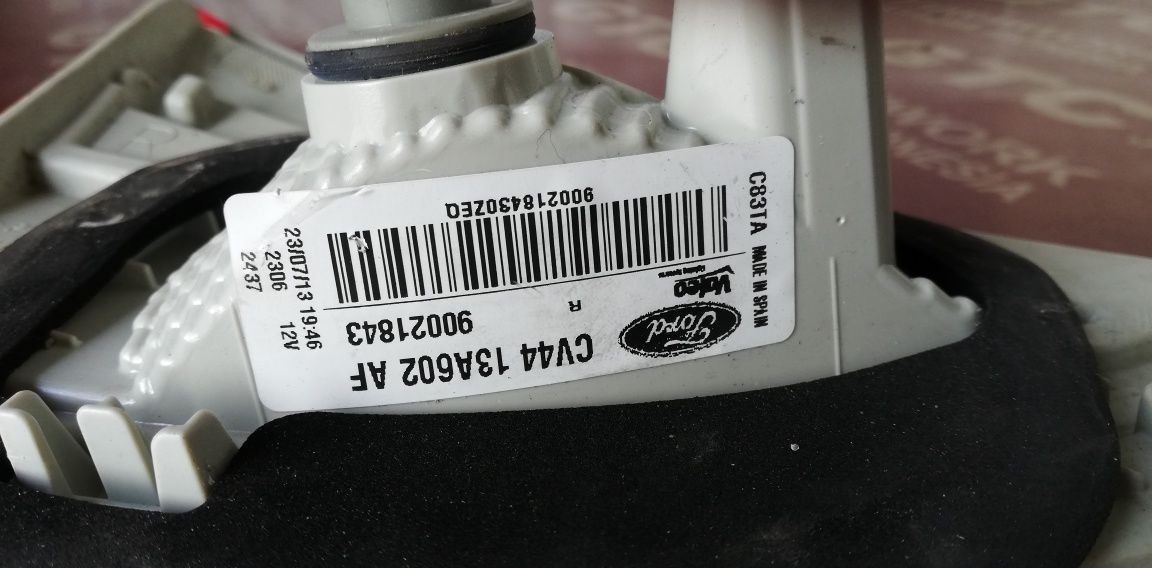 Ford
CV44 13A602 AF
Valeo
R
90021843
900218430ZEQ
C83TA MADE IN SPAIN
23/07/13 19:46
2306 12V
2437